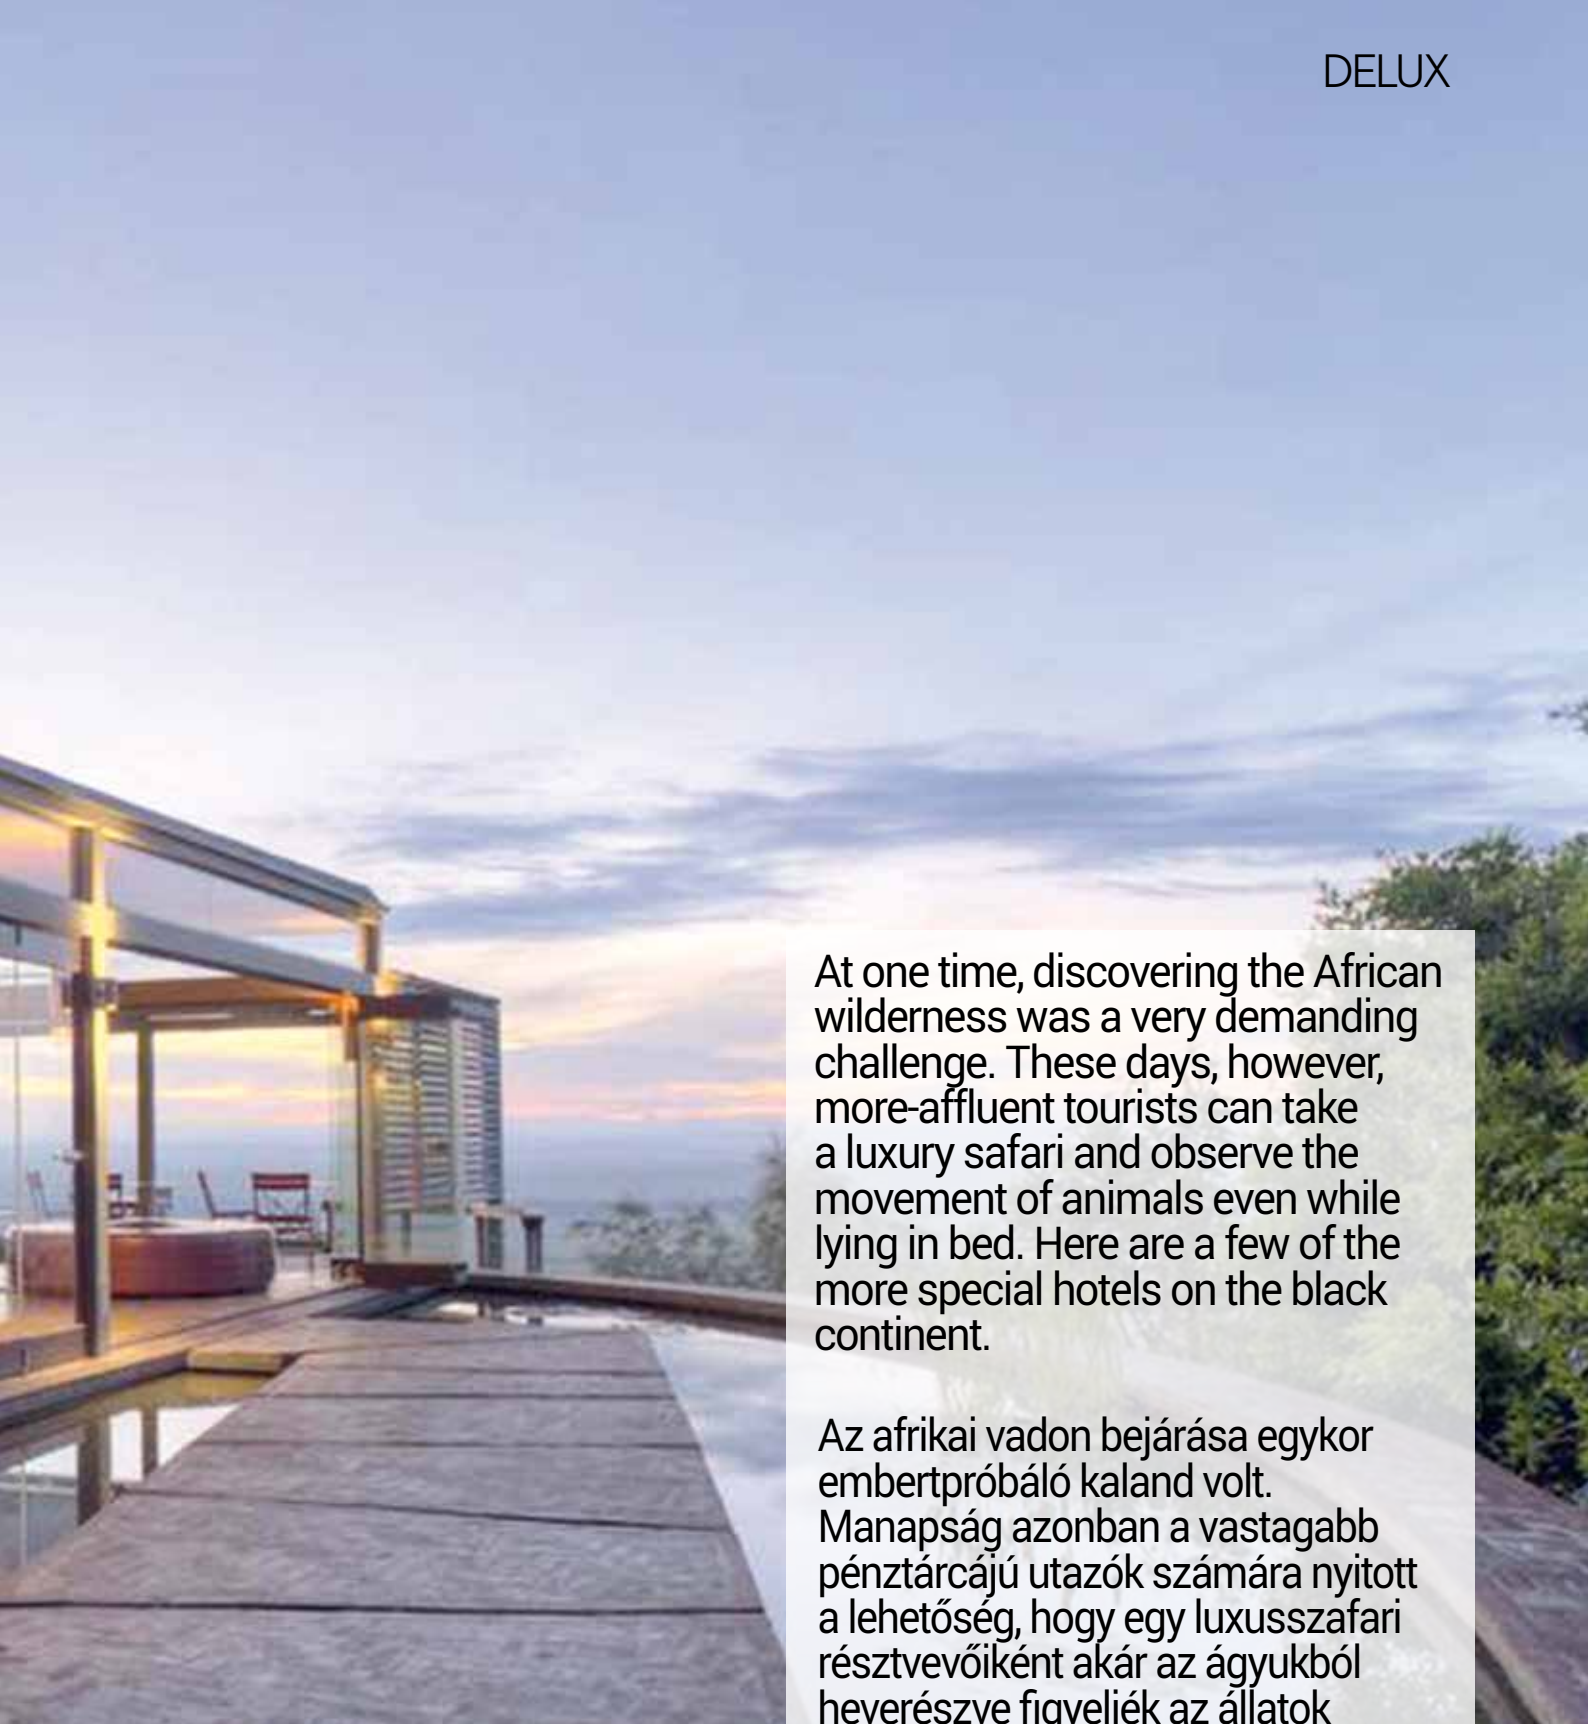 DELUX
At one time, discovering the African
wilderness was a very demanding
challenge. These days, however,
more-affluent tourists can take
a luxury safari and observe the
movement of animals even while
lying in bed. Here are a few of the
more special hotels on the black
continent.
Az afrikai vadon bejárása egykor
embertpróbáló kaland volt.
Manapság azonban a vastagabb
pénztárcájú utazók számára nyitott
a lehetőség, hogy egy luxusszafari
résztvevőiként akár az ágyukból
heverészve figyeljék az állatok